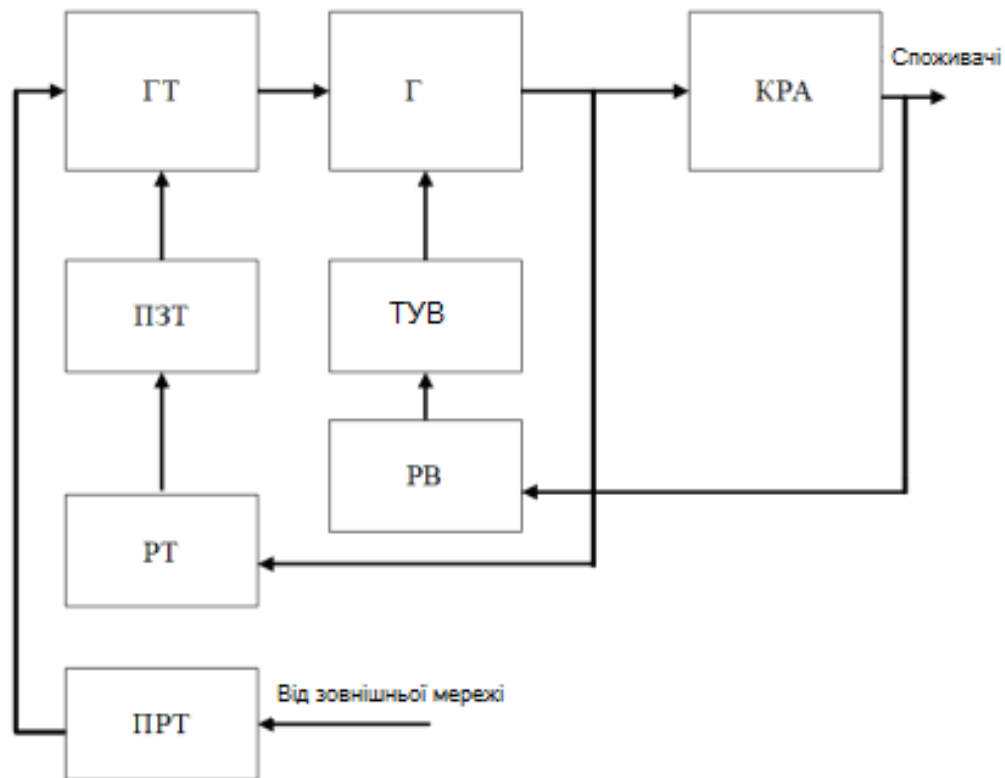 ГТ
Г
КРА
Споживачі
ПЗТ
ТУВ
РВ
РТ
ПРТ
Від зовнішньої мережі